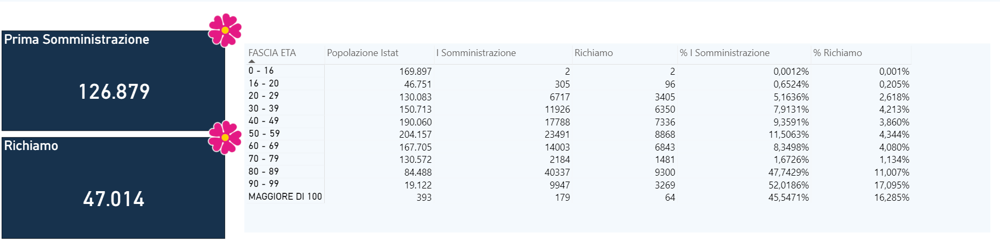 Prima Somministrazione
126.879
Richiamo
47.014
FASCIA ETA Popolazione Istat I Somministrazione Richiamo % I Somministrazione % Richiamo
0 - 16 169.897 2 2 0,0012% 0,001%
16 - 20 46.751 305 96 0,6524% 0,205%
20 - 29 130.083 6717 3405 5,1636% 2,618%
30 - 39 150.713 11926 6350 7,9131% 4,213%
40 - 49 190.060 17788 7336 9,3591% 3,860%
50 - 59 204.157 23491 8868 11,5063% 4,344%
60 - 69 167.705 14003 6843 8,3498% 4,080%
70 - 79 130.572 2184 1481 1,6726% 1,134%
80 - 89 84.488 40337 9300 47,7429% 11,007%
90 - 99 19.122 9947 3269 52,0186% 17,095%
MAGGIORE DI 100 393 179 64 45,5471% 16,285%